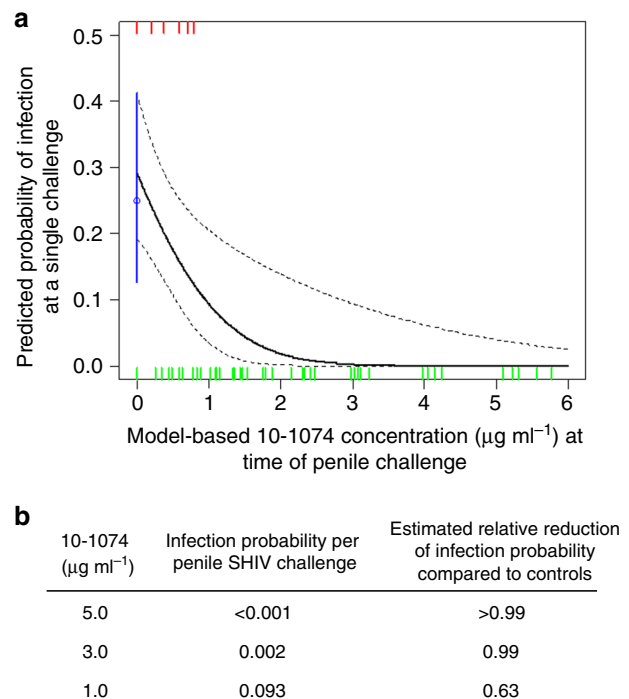 a
0.5
0.4
0.3
0.2
0.1
0.0
Predicted probability of infection
at a single challenge
0 1 2 3 4 5 6
Model-based 10-1074 concentration (μg ml⁻¹) at
time of penile challenge
b
10-1074
(μg ml⁻¹)
Infection probability per
penile SHIV challenge
Estimated relative reduction
of infection probability
compared to controls
5.0 <0.001 >0.99
3.0 0.002 0.99
1.0 0.093 0.63